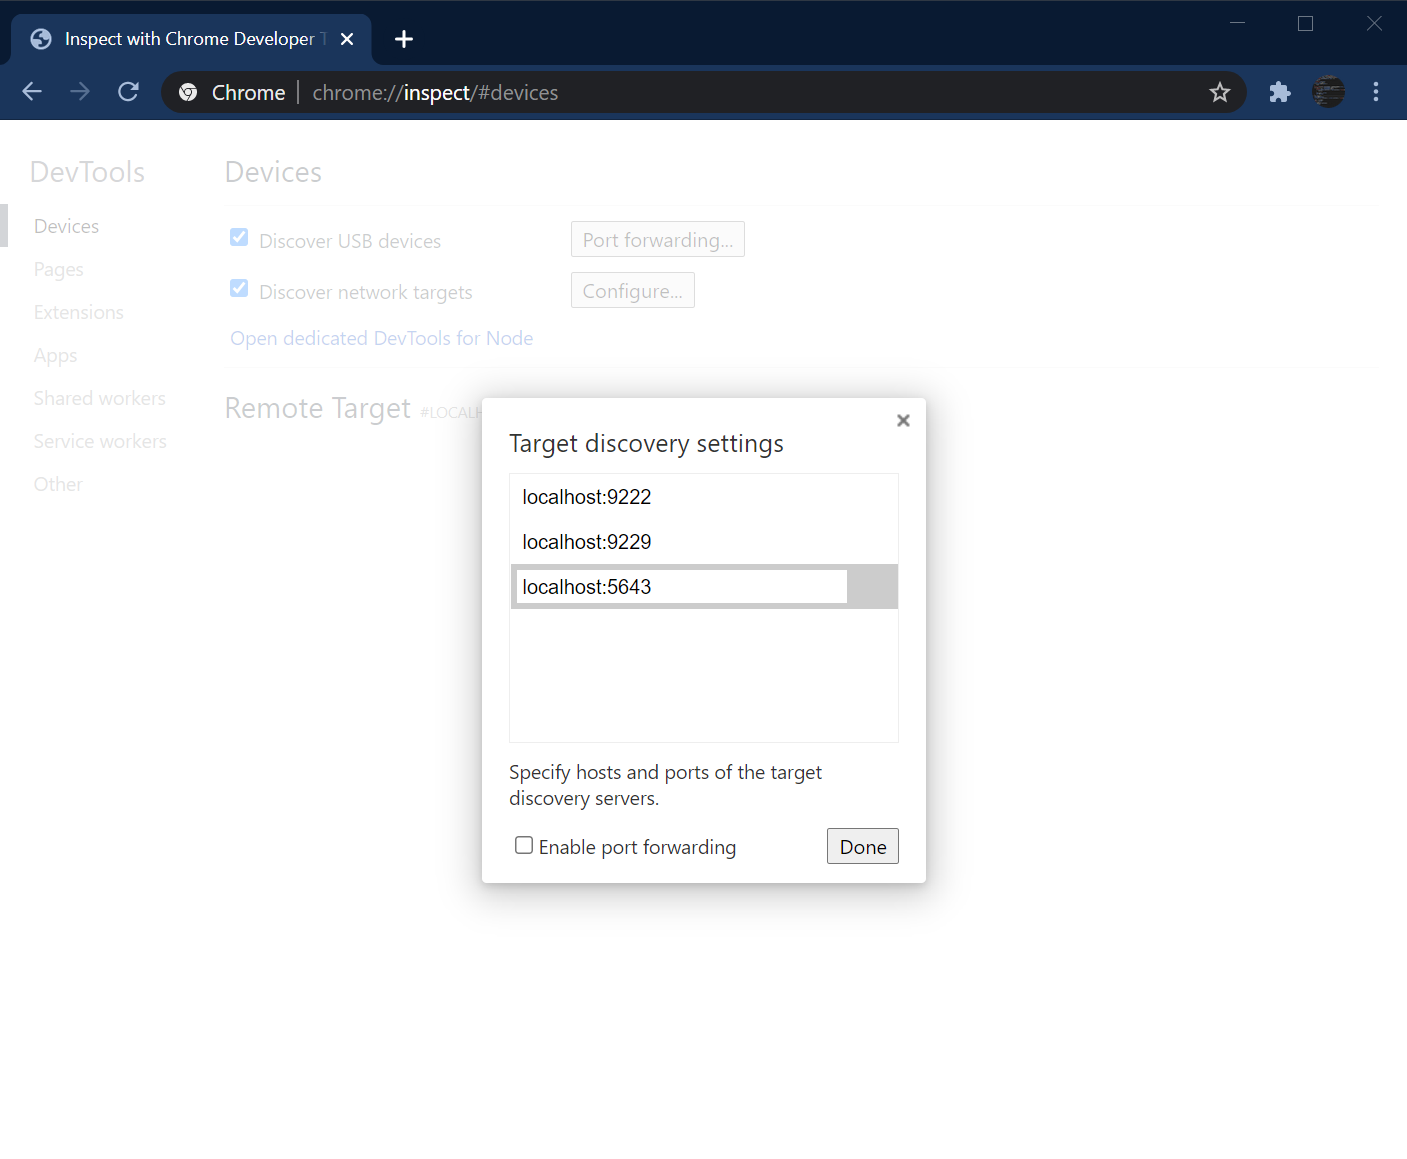 Inspect with Chrome Developer T
Chrome | chrome://inspect/#devices
DevTools
Devices
Pages
Extensions
Apps
Shared workers
Service workers
Other
Devices
Discover USB devices
Port forwarding...
Discover network targets
Configure...
Open dedicated DevTools for Node
Remote Target #LOCALH
Target discovery settings
localhost:9222
localhost:9229
localhost:5643
Specify hosts and ports of the target
discovery servers.
Enable port forwarding
Done